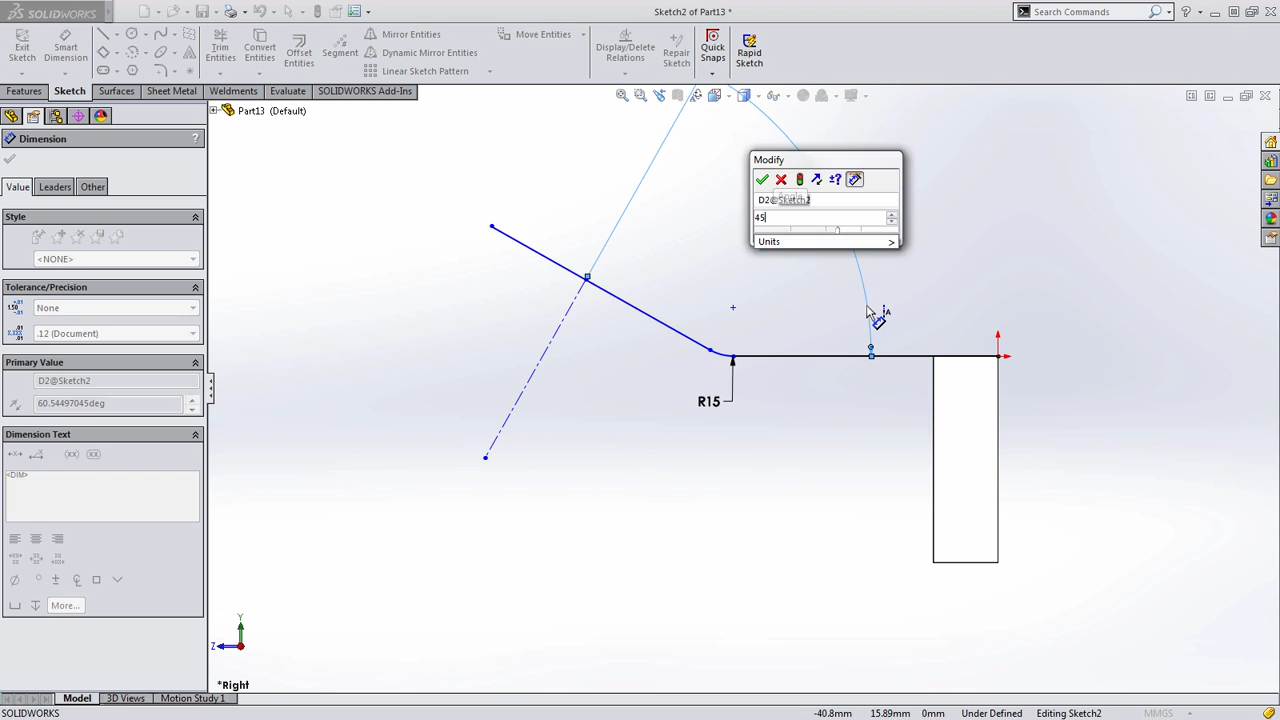 SOLIDWORKS
Sketch2 of Part13 *
Search Commands
Exit Sketch
Smart Dimension
Trim Entities
Convert Entities
Offset Entities
Segment
Mirror Entities
Dynamic Mirror Entities
Linear Sketch Pattern
Move Entities
Display/Delete Relations
Repair Sketch
Quick Snaps
Rapid Sketch
Features
Sketch
Surfaces
Sheet Metal
Weldments
Evaluate
SOLIDWORKS Add-Ins
Part13 (Default)
Dimension
?
Value
Leaders
Other
Style
<NONE>
Tolerance/Precision
None
.12 (Document)
Primary Value
D2@Sketch2
60.54497045deg
Dimension Text
<DIM>
More...
Modify
D2@Sketch2
45
Units >
R15
Y
Z
*Right
Model
3D Views
Motion Study 1
SOLIDWORKS
-40.8mm
15.89mm
0mm
Under Defined
Editing Sketch2
MMGS